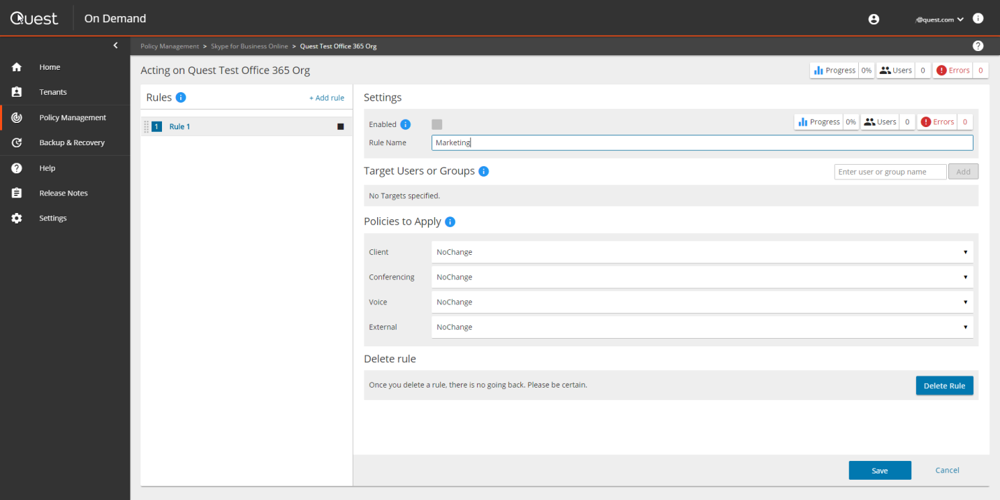 Quest On Demand
/@quest.com
Policy Management > Skype for Business Online > Quest Test Office 365 Org
Home
Tenants
Policy Management
Backup & Recovery
Help
Release Notes
Settings
Acting on Quest Test Office 365 Org
Progress 0% Users 0 Errors 0
Rules
+ Add rule
1 Rule 1
Settings
Enabled
Progress 0% Users 0 Errors 0
Rule Name Marketing
Target Users or Groups
Enter user or group name Add
No Targets specified.
Policies to Apply
Client NoChange
Conferencing NoChange
Voice NoChange
External NoChange
Delete rule
Once you delete a rule, there is no going back. Please be certain.
Delete Rule
Save Cancel